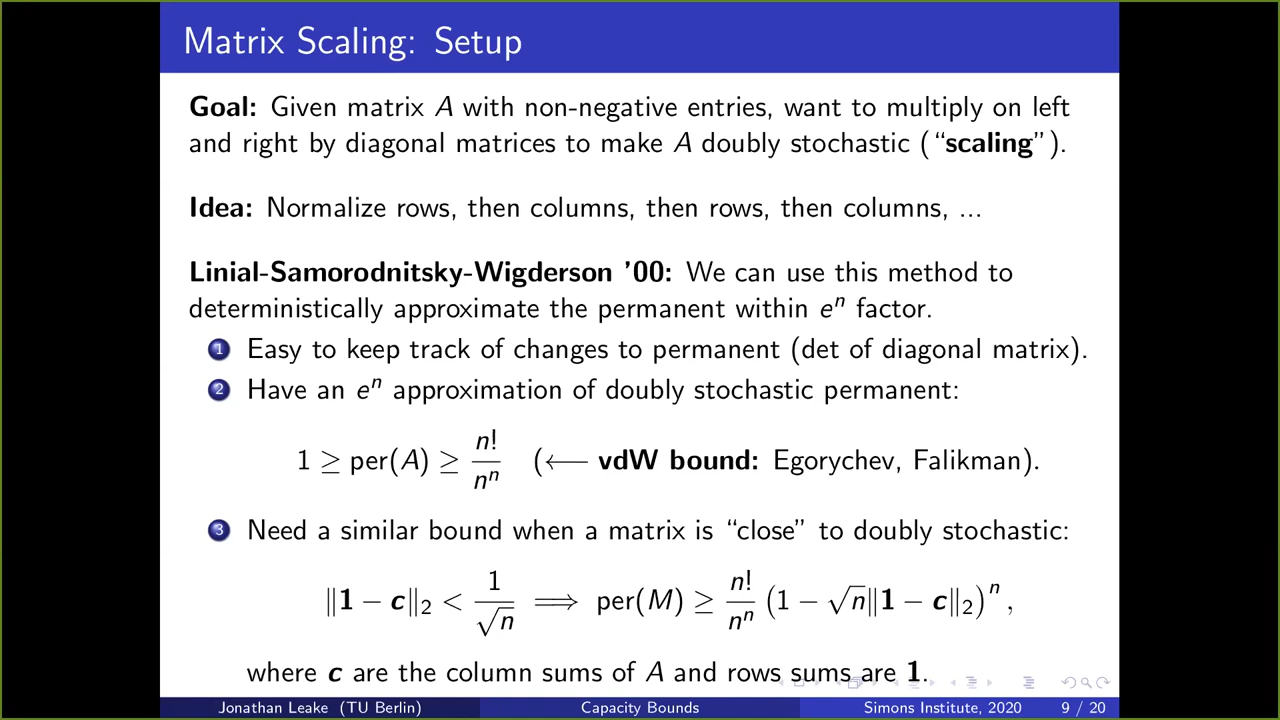 Matrix Scaling: Setup
Goal: Given matrix A with non-negative entries, want to multiply on left
and right by diagonal matrices to make A doubly stochastic (“scaling”).
Idea: Normalize rows, then columns, then rows, then columns, ...
Linial-Samorodnitsky-Wigderson ’00: We can use this method to
deterministically approximate the permanent within eⁿ factor.
1 Easy to keep track of changes to permanent (det of diagonal matrix).
2 Have an eⁿ approximation of doubly stochastic permanent:
1 ≥ per(A) ≥ n!/nⁿ (⟵ vdW bound: Egorychev, Falikman).
3 Need a similar bound when a matrix is “close” to doubly stochastic:
‖1 − c‖₂ < 1/√n ⟹ per(M) ≥ n!/nⁿ (1 − √n‖1 − c‖₂)ⁿ,
where c are the column sums of A and rows sums are 1.
Jonathan Leake (TU Berlin) Capacity Bounds Simons Institute, 2020 9 / 20